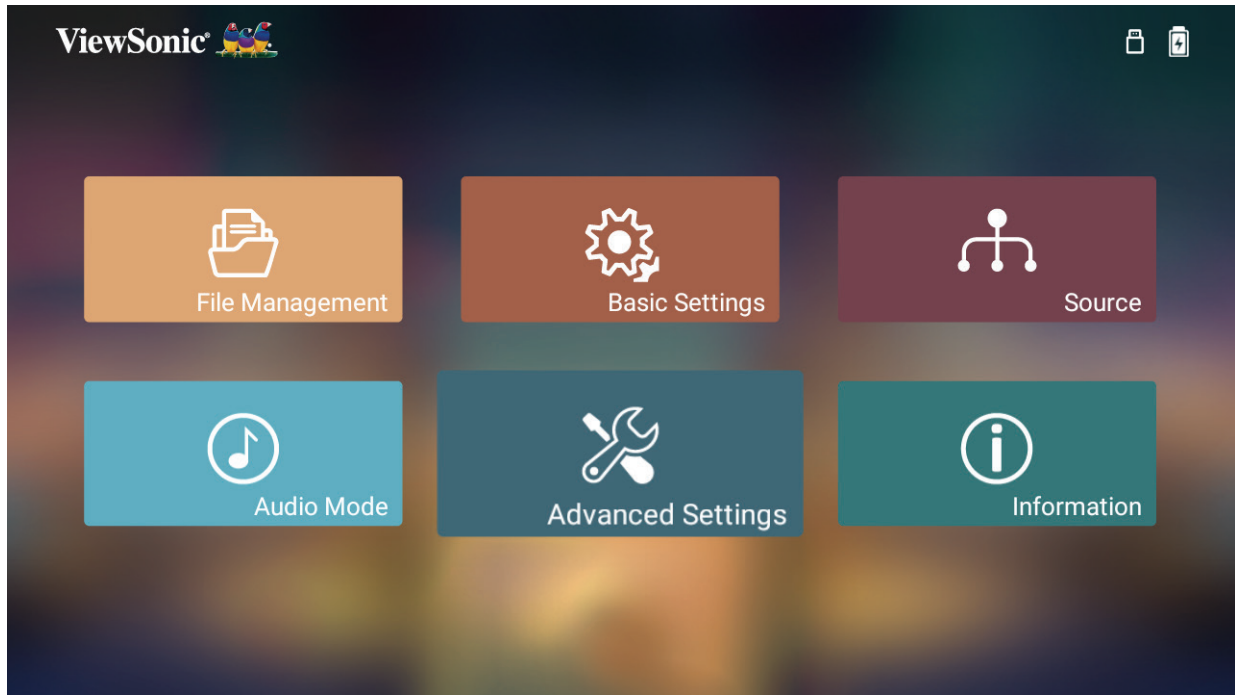 ViewSonic®
File Management
Basic Settings
Source
Audio Mode
Advanced Settings
Information